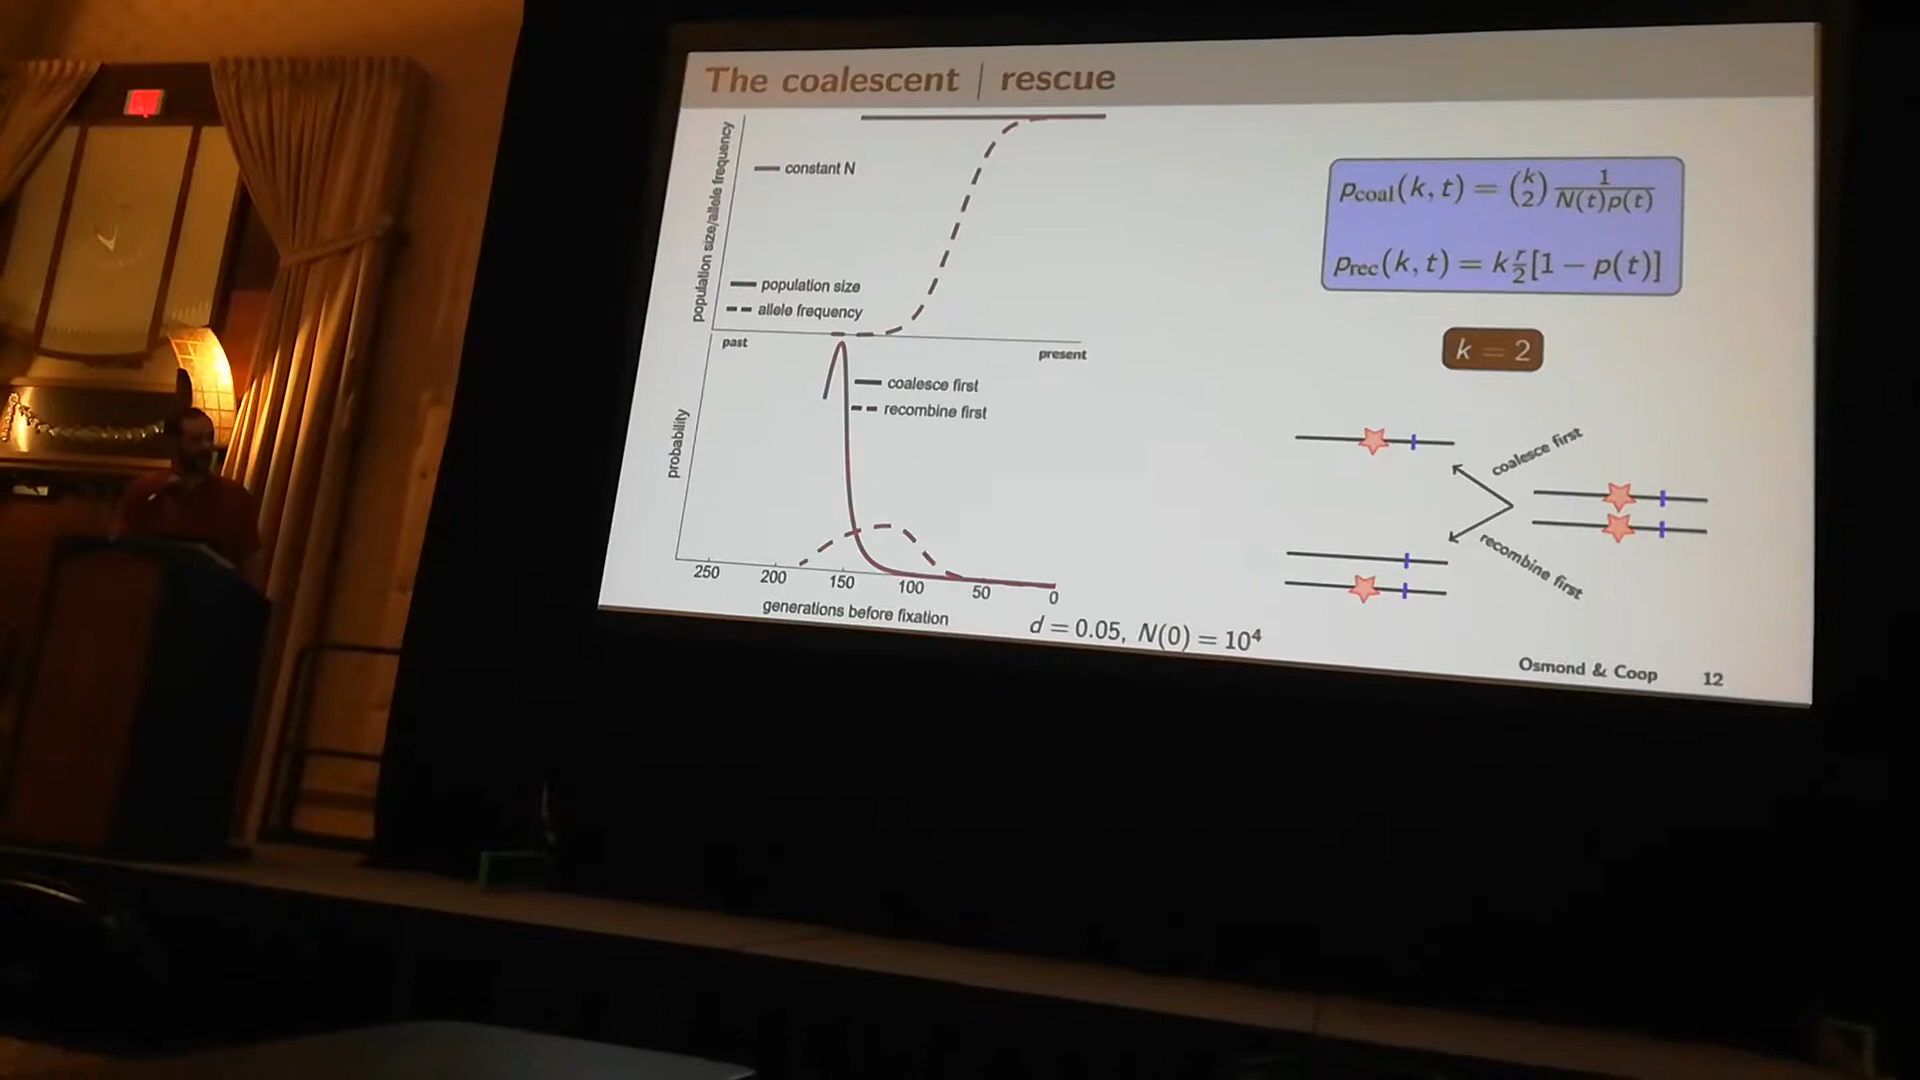 The coalescent | rescue
population size/allele frequency
constant N
population size
allele frequency
past
present
coalesce first
recombine first
probability
250 200 150 100 50 0
generations before fixation
d = 0.05, N(0) = 10⁴
pcoal(k, t) = (k 2) 1/N(t)p(t)
prec(k, t) = k r/2 [1 − p(t)]
k = 2
coalesce first
recombine first
Osmond & Coop 12